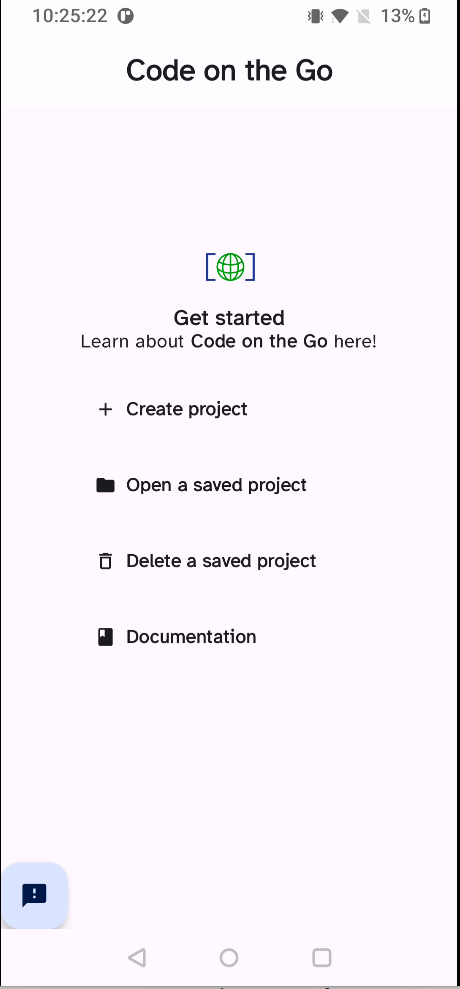 10:25:22
13%
Code on the Go
Get started
Learn about Code on the Go here!
Create project
Open a saved project
Delete a saved project
Documentation